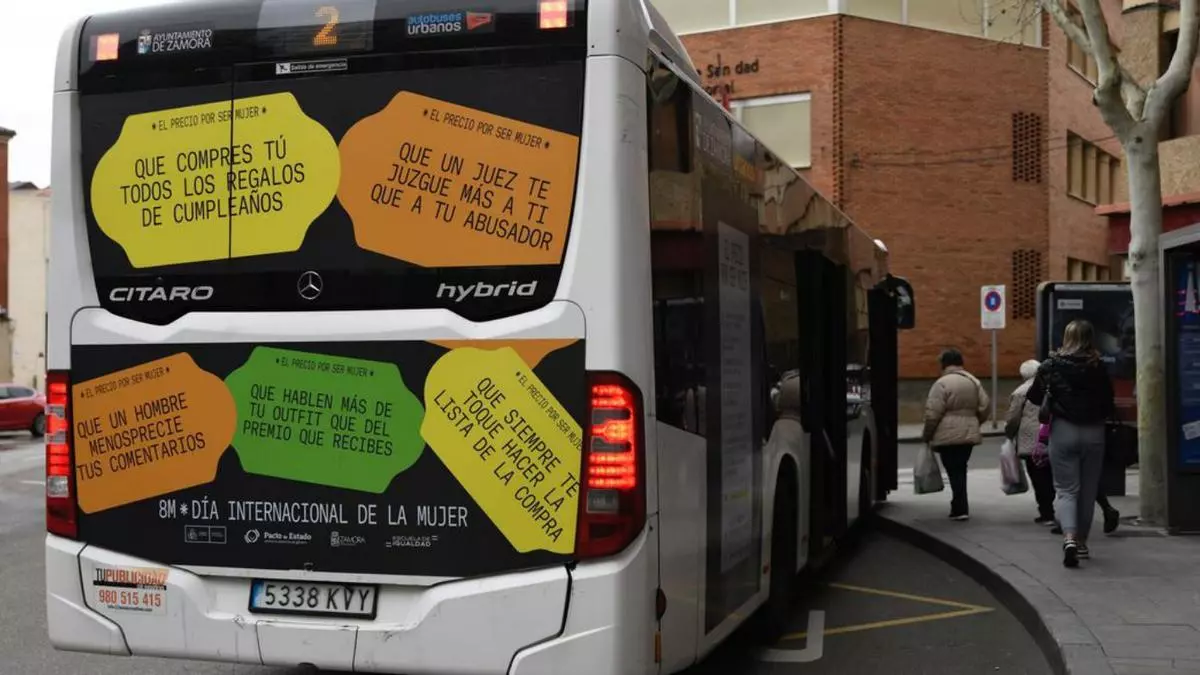 AYUNTAMIENTO
DE ZAMORA
2
autobuses
urbanos
Salida de emergencia
* EL PRECIO POR SER MUJER *
QUE COMPRES TÚ
TODOS LOS REGALOS
DE CUMPLEAÑOS
* EL PRECIO POR SER MUJER *
QUE UN JUEZ TE
JUZGUE MÁS A TI
QUE A TU ABUSADOR
CITARO
hybrid
* EL PRECIO POR SER MUJER *
QUE UN HOMBRE
MENOSPRECIE
TUS COMENTARIOS
* EL PRECIO POR SER MUJER *
QUE HABLEN MÁS DE
TU OUTFIT QUE DEL
PREMIO QUE RECIBES
* EL PRECIO POR SER MUJER *
QUE SIEMPRE TE
TOQUE HACER LA
LISTA DE LA COMPRA
8M * DÍA INTERNACIONAL DE LA MUJER
Pacto de Estado
ZAMORA
ESCUELA DE
IGUALDAD
TUPUBLICIDAD
980 515 415
5338 KVY